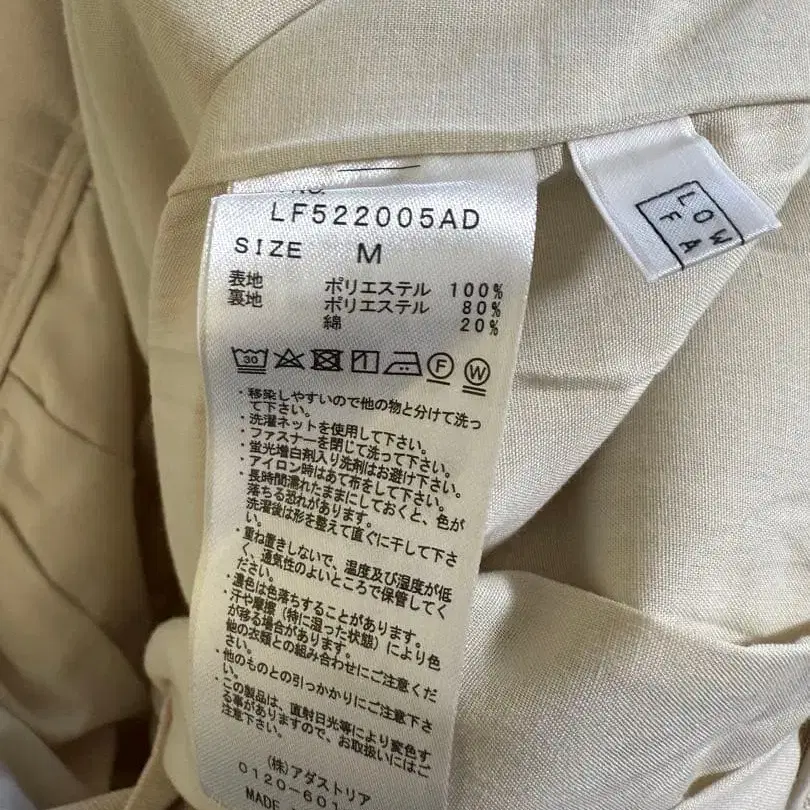 LF522005AD
SIZE M
表地 ポリエステル 100%
裏地 ポリエステル 80%
綿 20%
30
F W
・移染しやすいので他の物と分けて洗っ
て下さい。
・洗濯ネットを使用して下さい。
・ファスナーを閉じて洗って下さい。
・蛍光増白剤入り洗剤はお避け下さい。
・アイロン時はあて布をして下さい。
・長時間濡れたままにしておくと、色が
落ちる恐れがあります。
洗濯後は形を整えて直ぐに干して下さ
い。
・重ね置きしないで、温度及び湿度が低
く、通気性のよいところで保管してく
ださい。
・濃色は色落ちすることがあります。
・汗や摩擦（特に湿った状態）により色
が移る場合があります。
他の衣類との組み合わせにご注意くだ
さい。
・他のものとの引っかかりにご注意下さ
い。
・この製品は、直射日光等により変色す
る事がありますので、お取扱いにはご
注意下さい。
(株)アダストリア
0120-601
MADE
LOW
FA